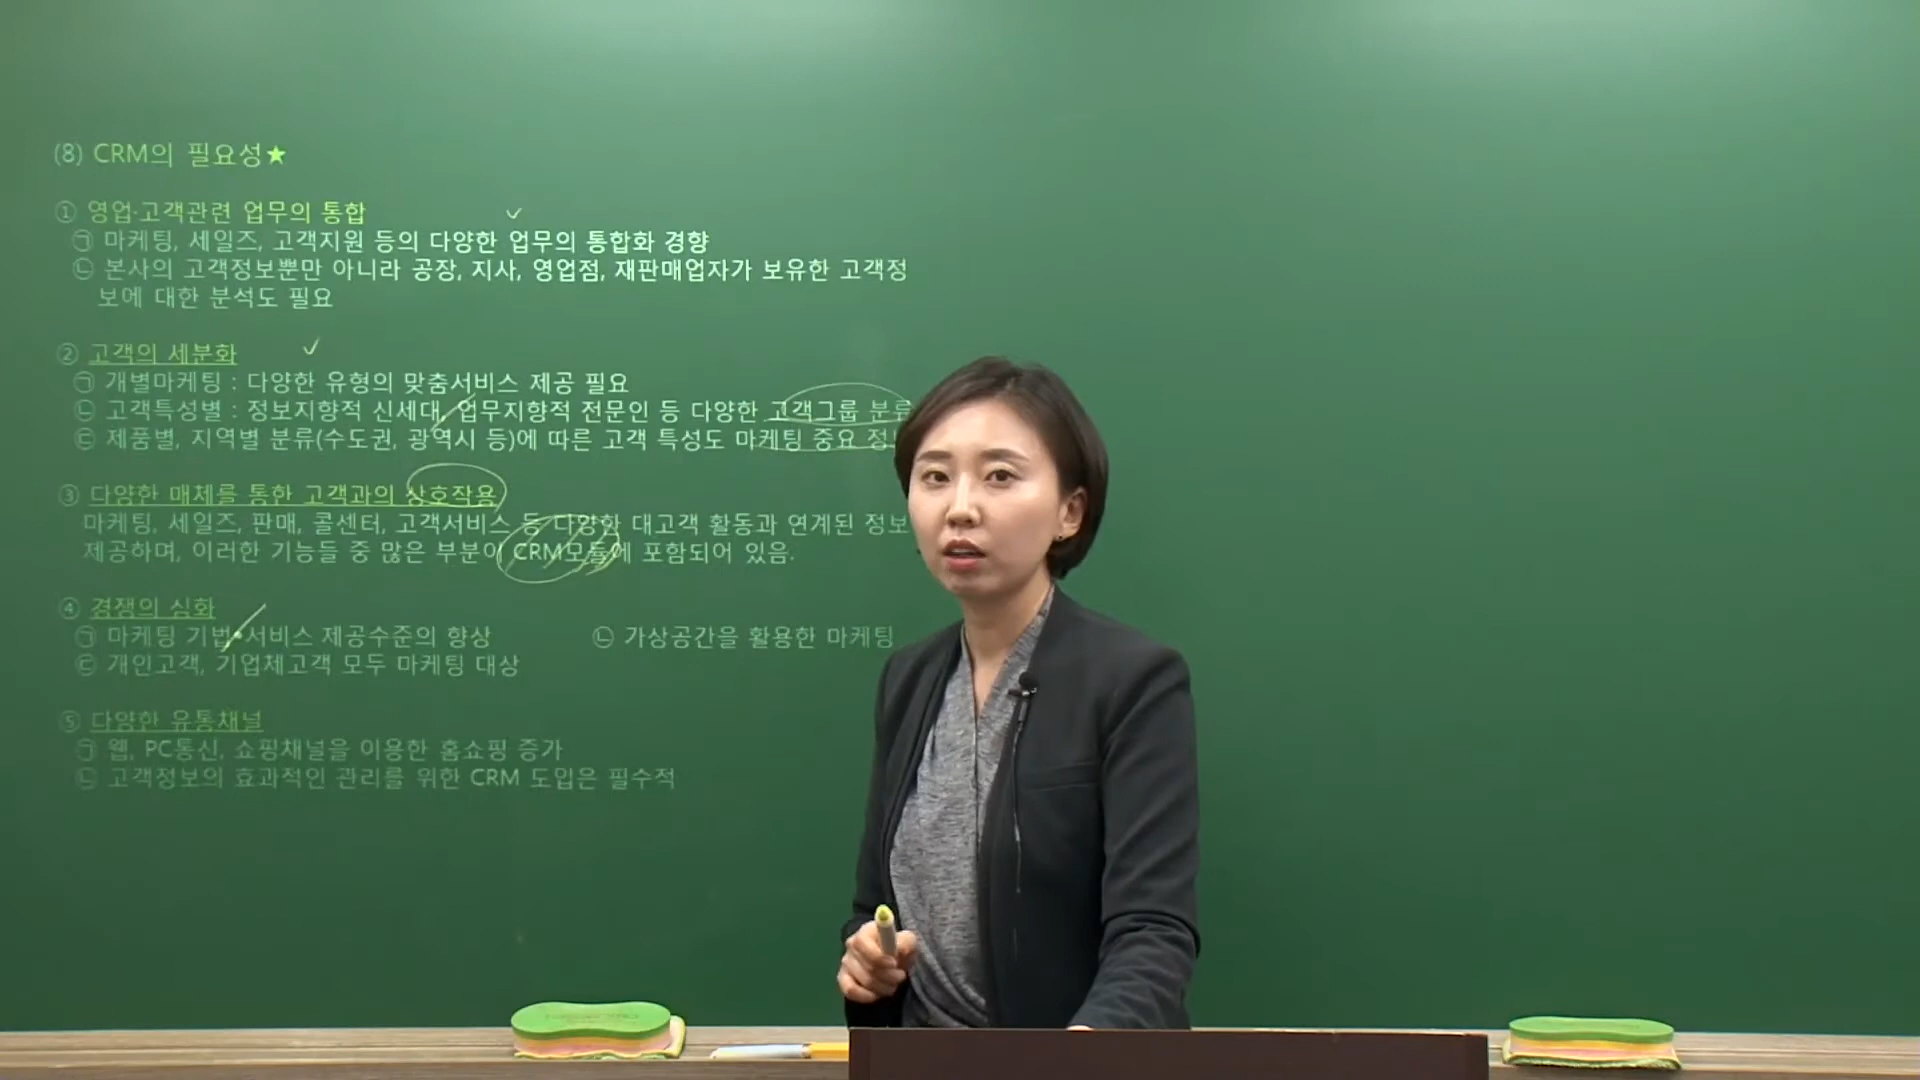 (8) CRM의 필요성★
① 영업·고객관련 업무의 통합
㉠ 마케팅, 세일즈, 고객지원 등의 다양한 업무의 통합화 경향
㉡ 본사의 고객정보뿐만 아니라 공장, 지사, 영업점, 재판매업자가 보유한 고객정
보에 대한 분석도 필요
② 고객의 세분화
㉠ 개별마케팅 : 다양한 유형의 맞춤서비스 제공 필요
㉡ 고객특성별 : 정보지향적 신세대, 업무지향적 전문인 등 다양한 고객그룹 분류
㉢ 제품별, 지역별 분류(수도권, 광역시 등)에 따른 고객 특성도 마케팅 중요
③ 다양한 매체를 통한 고객과의 상호작용
마케팅, 세일즈, 판매, 콜센터, 고객서비스 등 다양한 대고객 활동과 연계된 정보
제공하며, 이러한 기능들 중 많은 부분이 CRM모듈에 포함되어 있음.
④ 경쟁의 심화
㉠ 마케팅 기법•서비스 제공수준의 향상 ㉡ 가상공간을 활용한 마케팅
㉢ 개인고객, 기업체고객 모두 마케팅 대상
⑤ 다양한 유통채널
㉠ 웹, PC통신, 쇼핑채널을 이용한 홈쇼핑 증가
㉡ 고객정보의 효과적인 관리를 위한 CRM 도입은 필수적